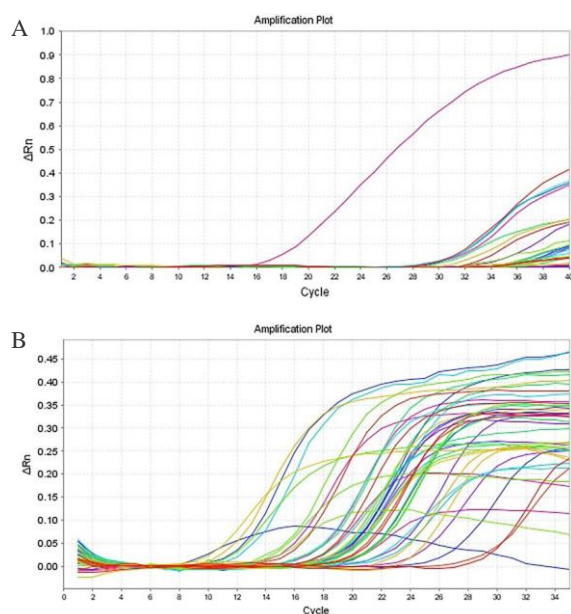 A
Amplification Plot
1.0
0.9
0.8
0.7
0.6
0.5
0.4
0.3
0.2
0.1
0.0
ΔRn
2 4 6 8 10 12 14 16 18 20 22 24 26 28 30 32 34 36 38 40
Cycle
B
Amplification Plot
0.45
0.40
0.35
0.30
0.25
0.20
0.15
0.10
0.05
0.00
ΔRn
0 2 4 6 8 10 12 14 16 18 20 22 24 26 28 30 32 34
Cycle